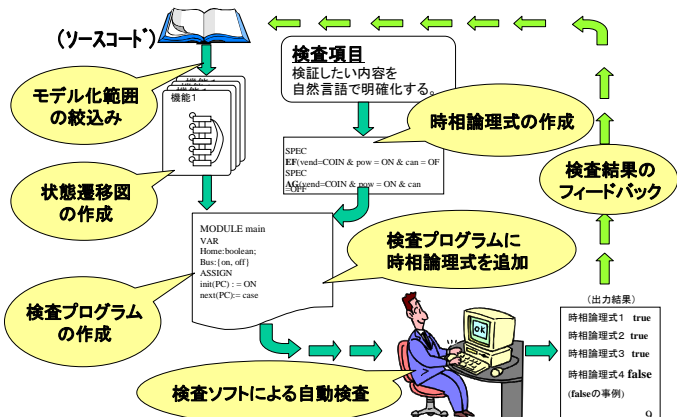 (ソースコード)
モデル化範囲
の絞込み
機能1
状態遷移図
の作成
検査項目
検証したい内容を
自然言語で明確化する。
時相論理式の作成
SPEC
EF(vend=COIN & pow = ON & can = OF
SPEC
AG(vend=COIN & pow = ON & can
=OFF
検査結果の
フィードバック
MODULE main
VAR
Home:boolean;
Bus:{on, off}
ASSIGN
init(PC) : = ON
next(PC):= case
検査プログラムに
時相論理式を追加
検査プログラム
の作成
OK
検査ソフトによる自動検査
(出力結果)
時相論理式1 true
時相論理式2 true
時相論理式3 true
時相論理式4 false
(falseの事例)
9